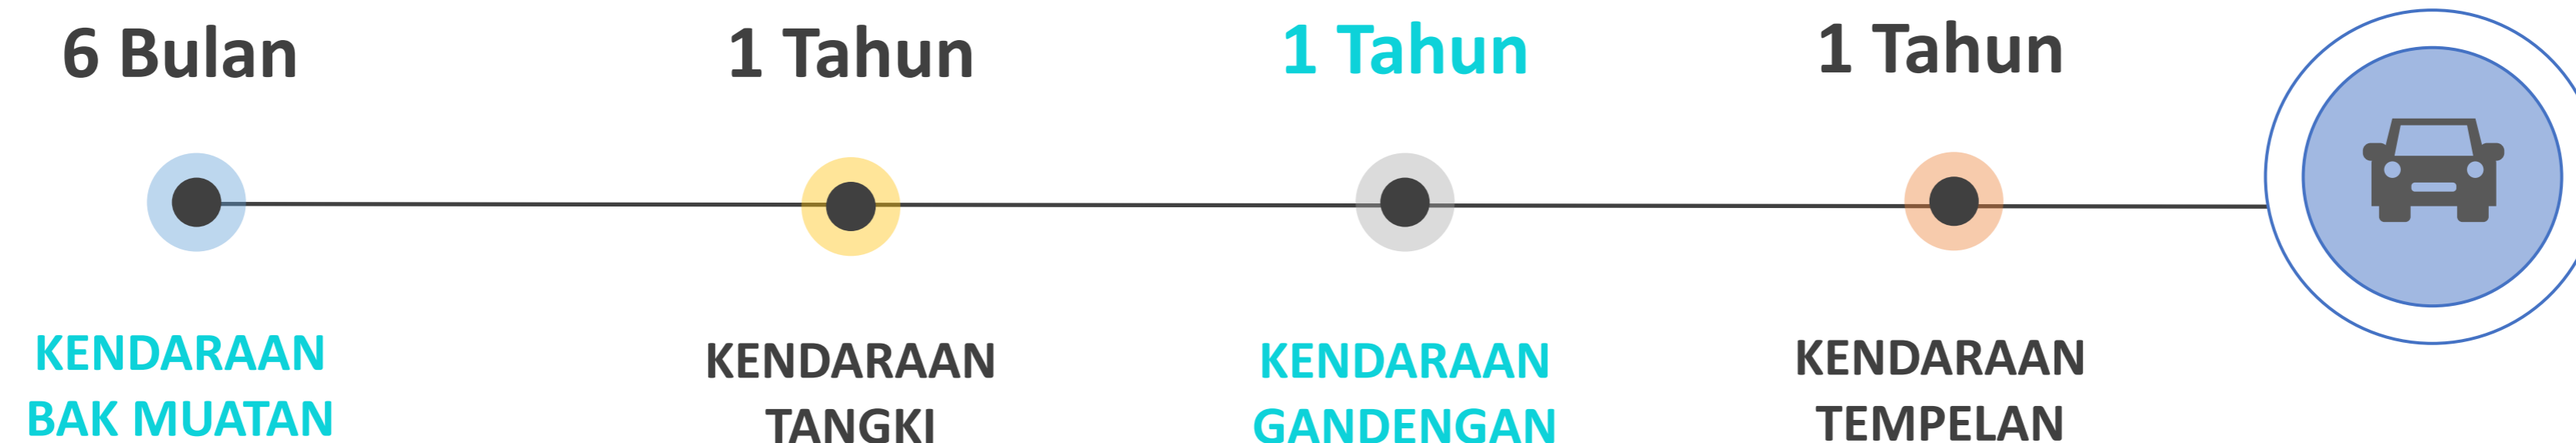 6 Bulan
1 Tahun
1 Tahun
1 Tahun
KENDARAAN
BAK MUATAN
KENDARAAN
TANGKI
KENDARAAN
GANDENGAN
KENDARAAN
TEMPELAN